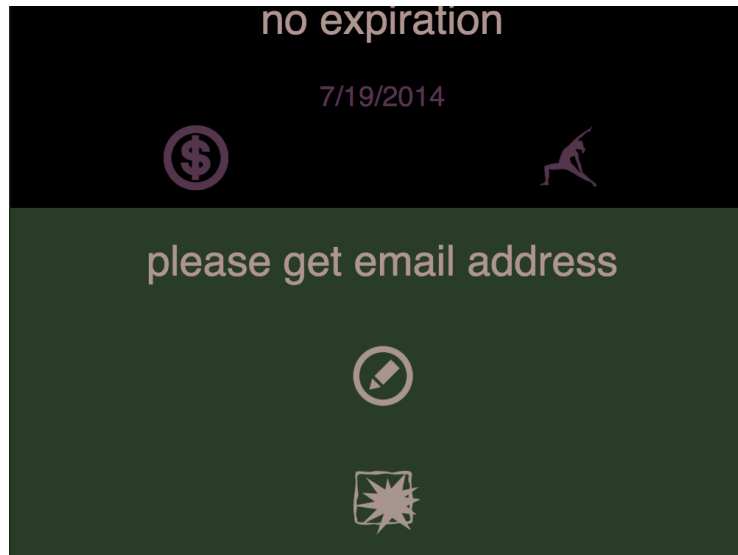 no expiration
7/19/2014
$
please get email address